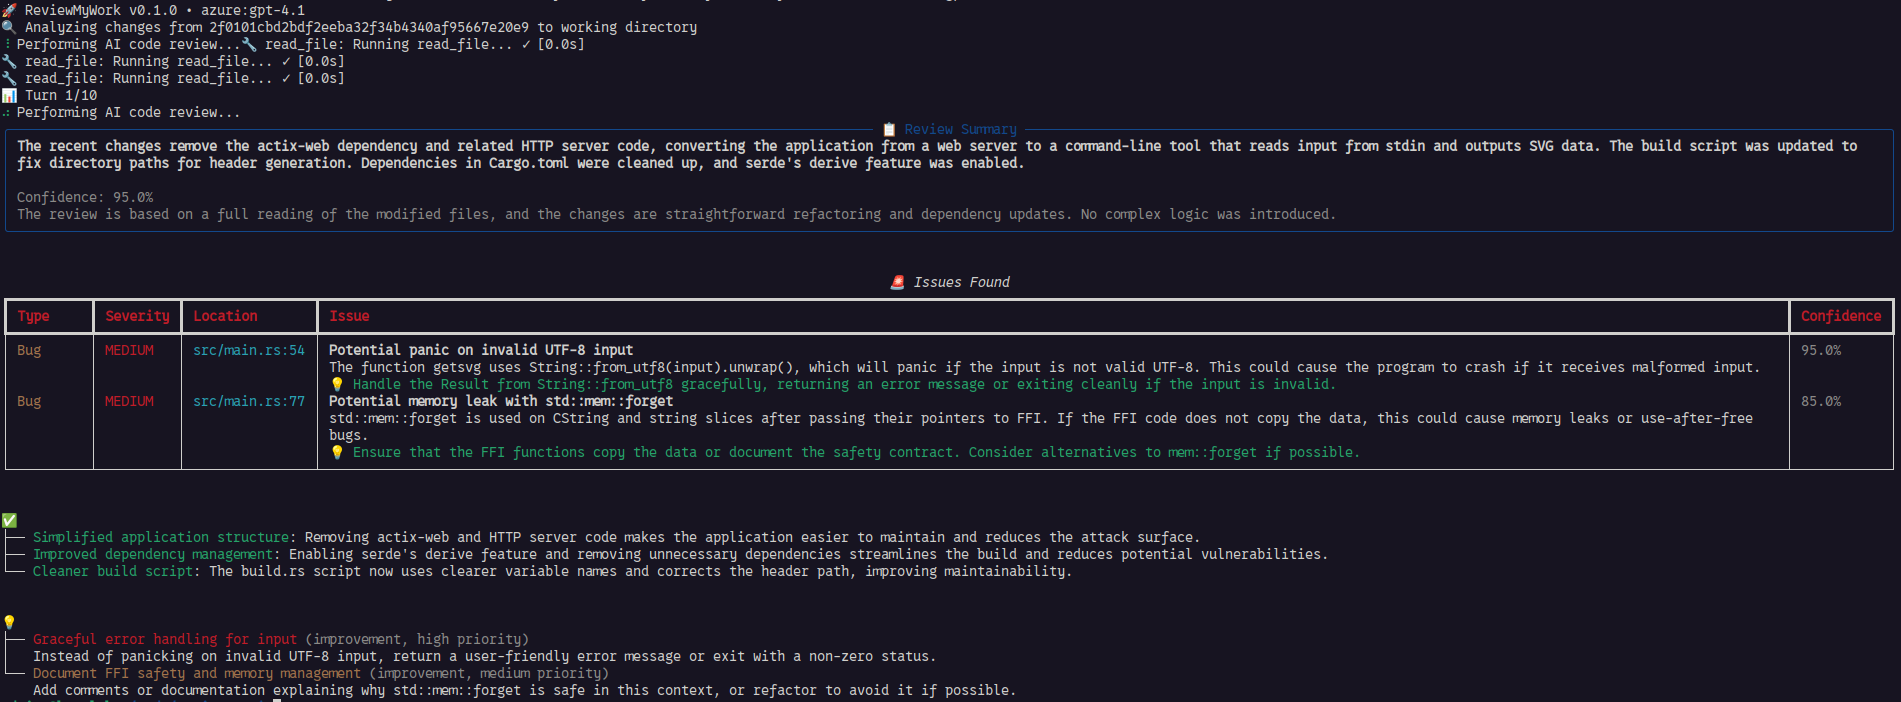 🚀 ReviewMyWork v0.1.0 • azure:gpt-4.1
🔍 Analyzing changes from 2f0101cbd2bdf2eeba32f34b4340af95667e20e9 to working directory
⠇Performing AI code review...🔧 read_file: Running read_file... ✓ [0.0s]
🔧 read_file: Running read_file... ✓ [0.0s]
🔧 read_file: Running read_file... ✓ [0.0s]
📊 Turn 1/10
Performing AI code review...
📋 Review Summary
The recent changes remove the actix-web dependency and related HTTP server code, converting the application from a web server to a command-line tool that reads input from stdin and outputs SVG data. The build script was updated to
fix directory paths for header generation. Dependencies in Cargo.toml were cleaned up, and serde's derive feature was enabled.
Confidence: 95.0%
The review is based on a full reading of the modified files, and the changes are straightforward refactoring and dependency updates. No complex logic was introduced.
🚨 Issues Found
Type Severity Location Issue Confidence
Bug MEDIUM src/main.rs:54 Potential panic on invalid UTF-8 input 95.0%
The function getsvg uses String::from_utf8(input).unwrap(), which will panic if the input is not valid UTF-8. This could cause the program to crash if it receives malformed input.
💡 Handle the Result from String::from_utf8 gracefully, returning an error message or exiting cleanly if the input is invalid.
Bug MEDIUM src/main.rs:77 Potential memory leak with std::mem::forget 85.0%
std::mem::forget is used on CString and string slices after passing their pointers to FFI. If the FFI code does not copy the data, this could cause memory leaks or use-after-free
bugs.
💡 Ensure that the FFI functions copy the data or document the safety contract. Consider alternatives to mem::forget if possible.
✅
Simplified application structure: Removing actix-web and HTTP server code makes the application easier to maintain and reduces the attack surface.
Improved dependency management: Enabling serde's derive feature and removing unnecessary dependencies streamlines the build and reduces potential vulnerabilities.
Cleaner build script: The build.rs script now uses clearer variable names and corrects the header path, improving maintainability.
💡
Graceful error handling for input (improvement, high priority)
Instead of panicking on invalid UTF-8 input, return a user-friendly error message or exit with a non-zero status.
Document FFI safety and memory management (improvement, medium priority)
Add comments or documentation explaining why std::mem::forget is safe in this context, or refactor to avoid it if possible.